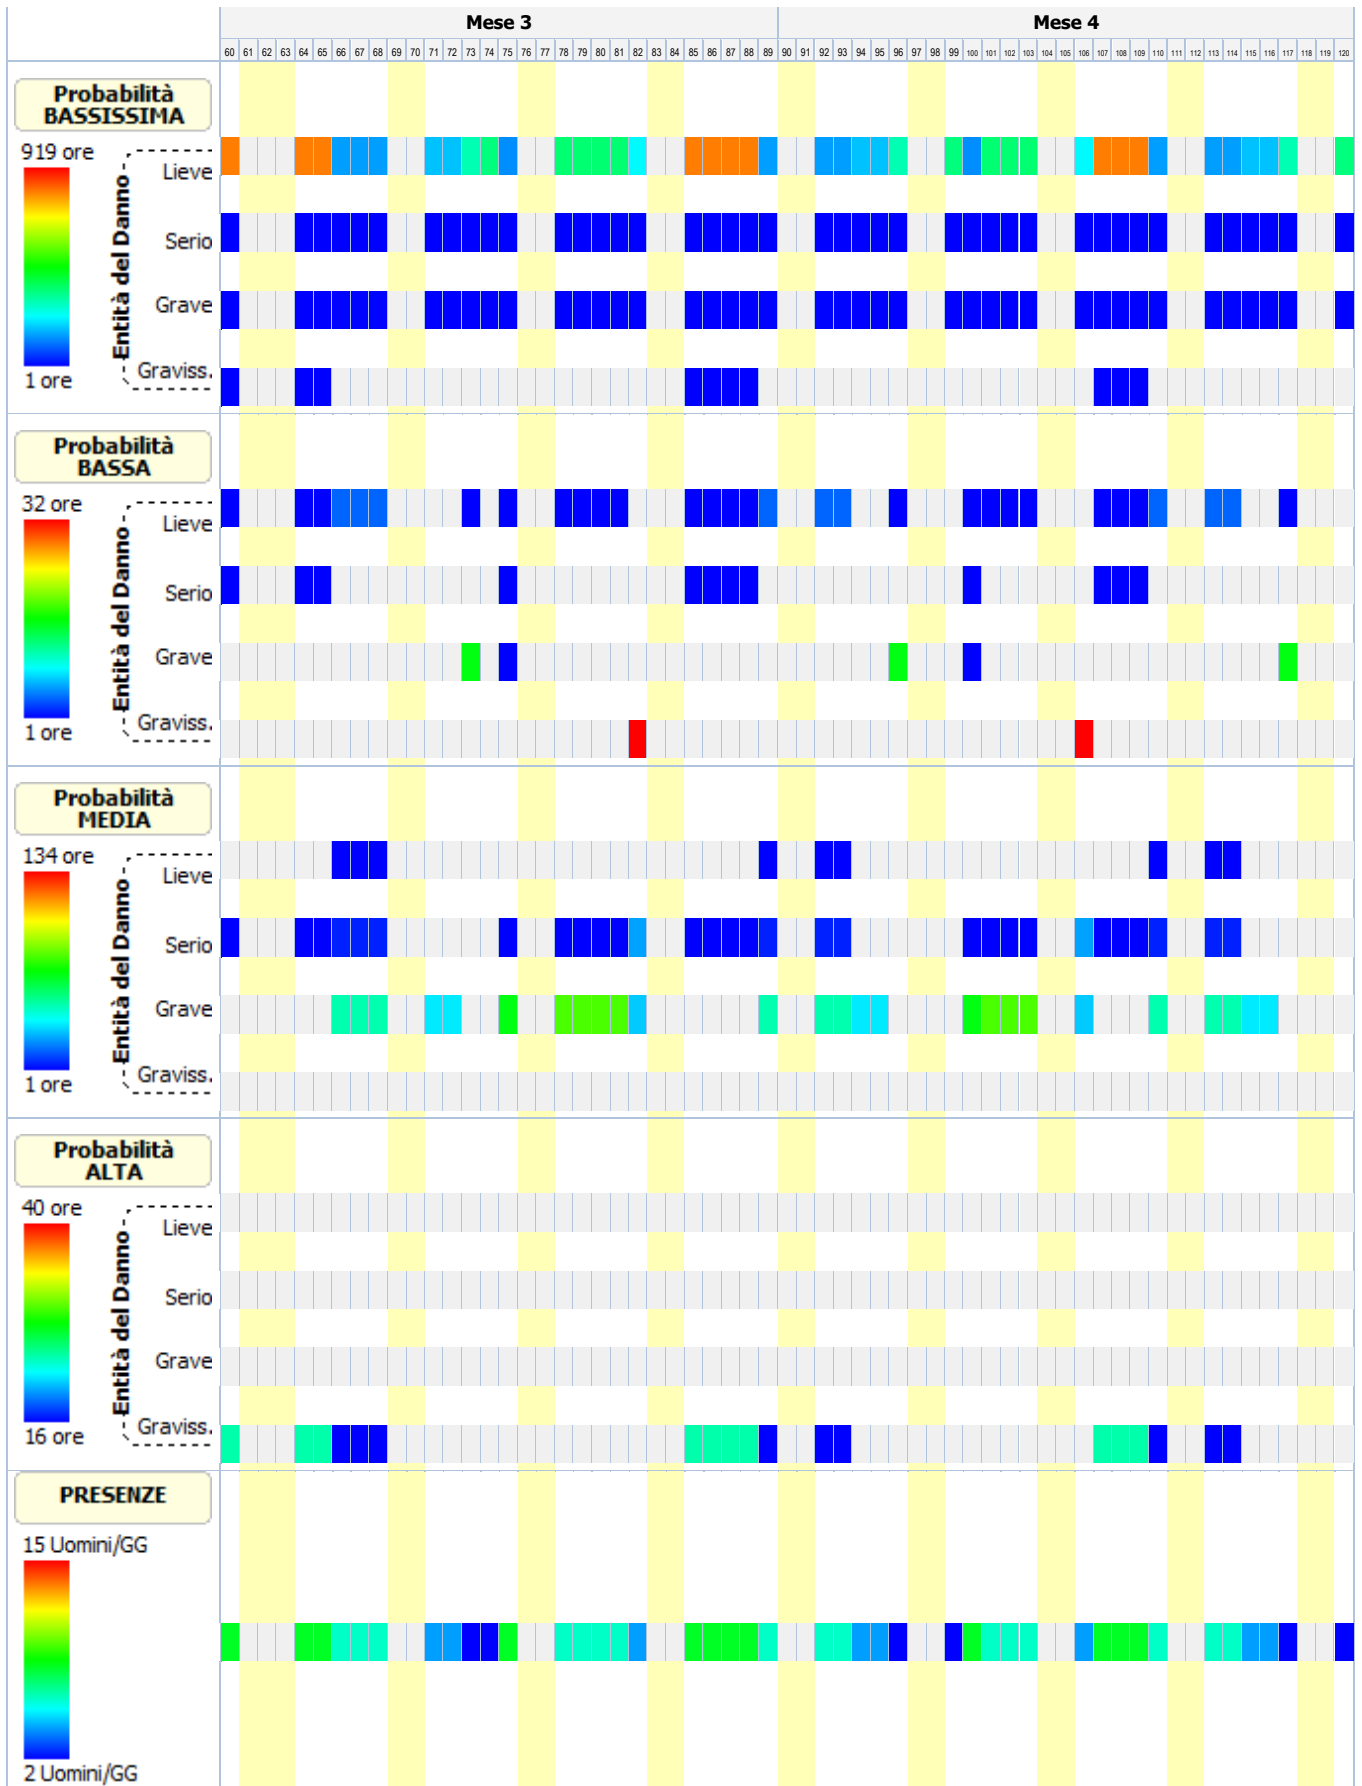 Mese 3 Mese 4
60 61 62 63 64 65 66 67 68 69 70 71 72 73 74 75 76 77 78 79 80 81 82 83 84 85 86 87 88 89 90 91 92 93 94 95 96 97 98 99 100 101 102 103 104 105 106 107 108 109 110 111 112 113 114 115 116 117 118 119 120
Probabilità
BASSISSIMA
919 ore
Entità del Danno
Lieve
Serio
Grave
Graviss.
1 ore
Probabilità
BASSA
32 ore
Entità del Danno
Lieve
Serio
Grave
Graviss.
1 ore
Probabilità
MEDIA
134 ore
Entità del Danno
Lieve
Serio
Grave
Graviss.
1 ore
Probabilità
ALTA
40 ore
Entità del Danno
Lieve
Serio
Grave
Graviss.
16 ore
PRESENZE
15 Uomini/GG
2 Uomini/GG